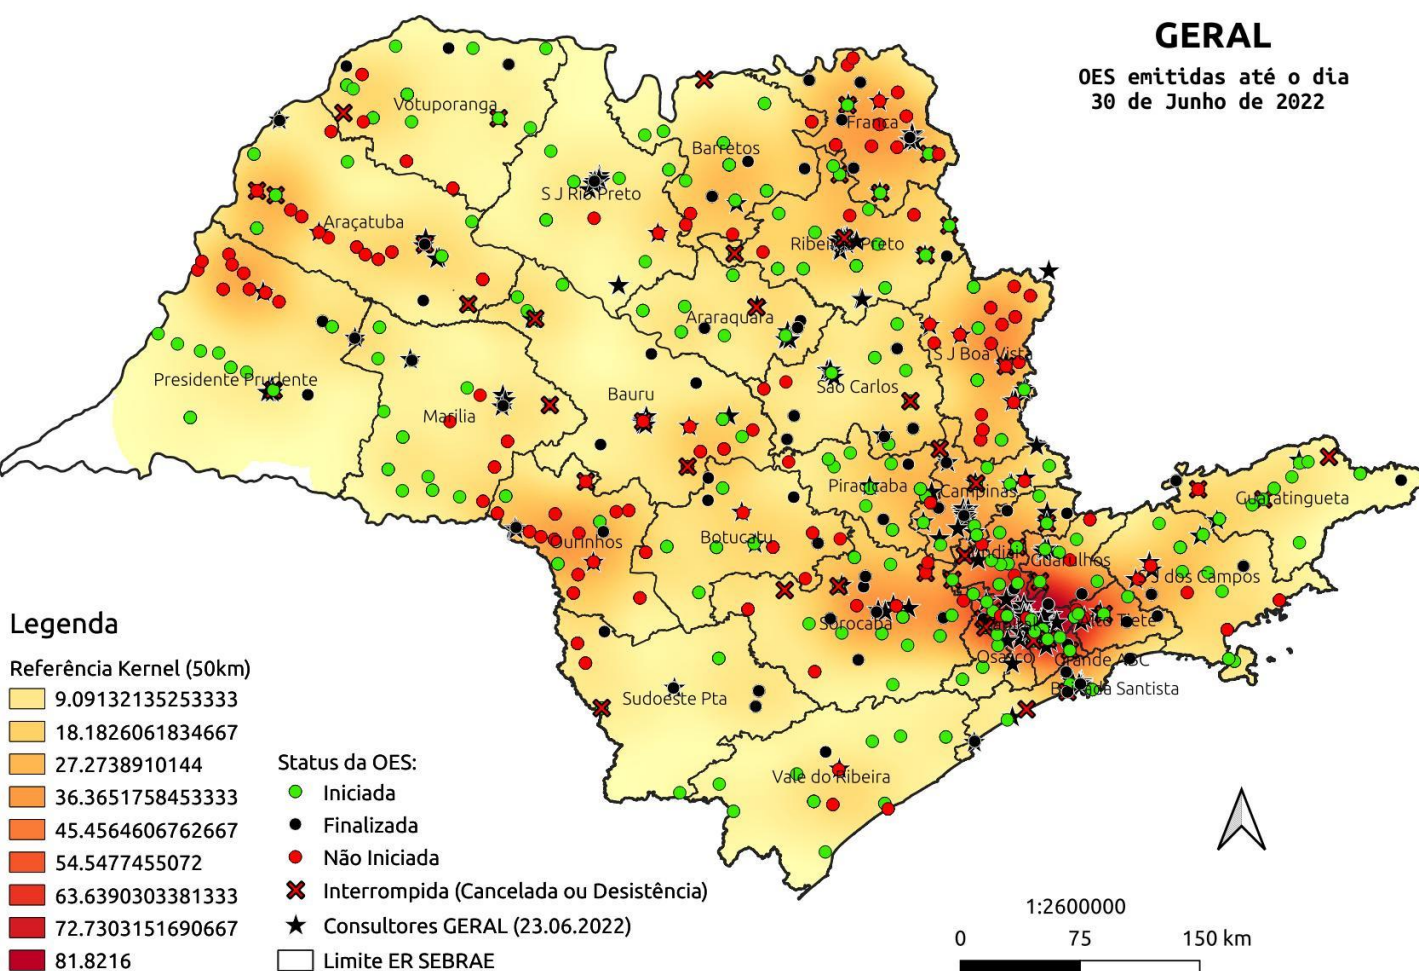 GERAL
OES emitidas até o dia
30 de Junho de 2022
Votuporanga
Franca
Barretos
S J Rio Preto
Araçatuba
Ribeirão Preto
Araraquara
S J Boa Vista
Presidente Prudente
Bauru
São Carlos
Marilia
Piracicaba
Campinas
Guaratingueta
Ourinhos
Botucatu
Guarulhos
S J dos Campos
Sorocaba
Alto Tiete
Osasco
Grande ABC
Baixada Santista
Sudoeste Pta
Vale do Ribeira
Legenda
Referência Kernel (50km)
9.09132135253333
18.1826061834667
27.2738910144
36.3651758453333
45.4564606762667
54.5477455072
63.6390303381333
72.7303151690667
81.8216
Status da OES:
Iniciada
Finalizada
Não Iniciada
Interrompida (Cancelada ou Desistência)
Consultores GERAL (23.06.2022)
Limite ER SEBRAE
1:2600000
0 75 150 km